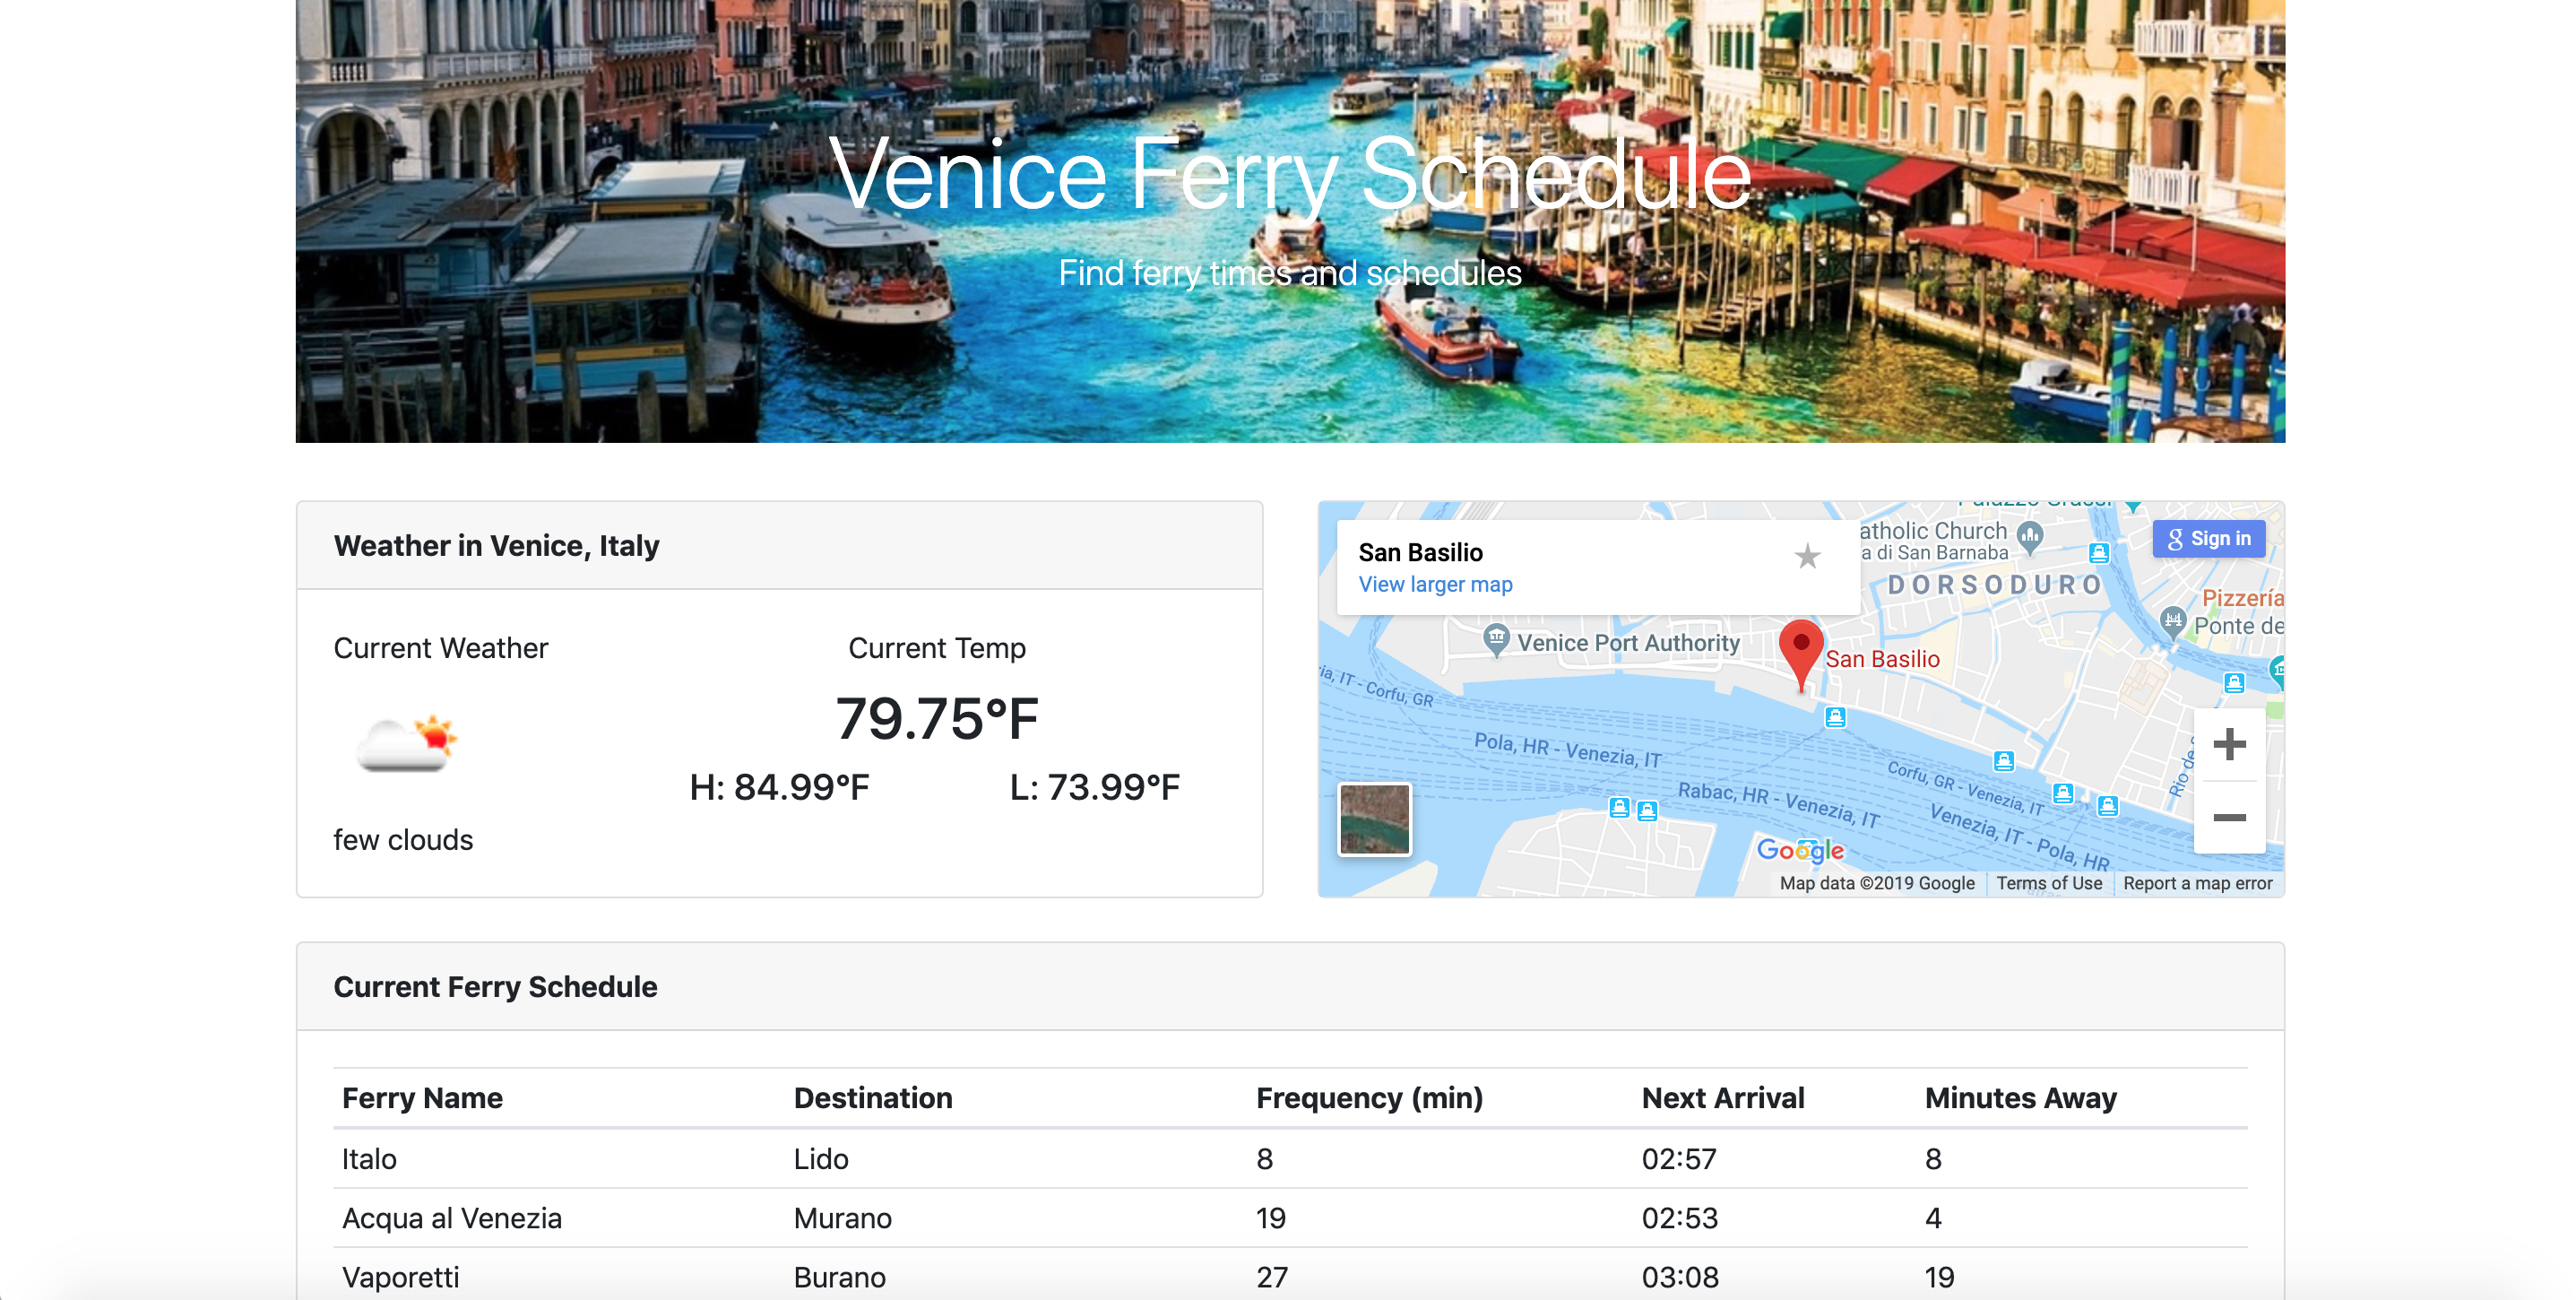 Venice Ferry Schedule
Find ferry times and schedules
Weather in Venice, Italy
Current Weather
Current Temp
79.75°F
H: 84.99°F L: 73.99°F
few clouds
San Basilio
View larger map
atholic Church
a di San Barnaba
Sign in
DORSODURO
Pizzería
Ponte de
Venice Port Authority
San Basilio
ia, IT - Corfu, GR
Pola, HR - Venezia, IT
Rabac, HR - Venezia, IT
Corfu, GR - Venezia, IT
Venezia, IT - Pola, HR
Rio de
Google
Map data ©2019 Google Terms of Use Report a map error
Current Ferry Schedule
Ferry Name Destination Frequency (min) Next Arrival Minutes Away
Italo Lido 8 02:57 8
Acqua al Venezia Murano 19 02:53 4
Vaporetti Burano 27 03:08 19